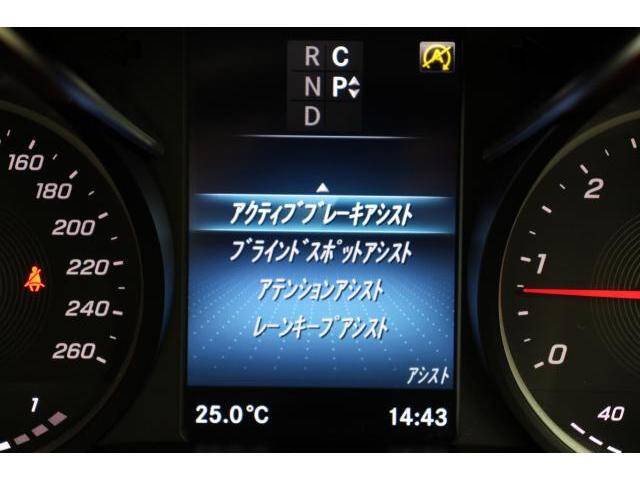 R C
N P
D
A
160
180
200
220
240
260
1
アクティブブレーキアシスト
ブラインドスポットアシスト
アテンションアシスト
レーンキープアシスト
アシスト
25.0°C 14:43
2
1
0
40